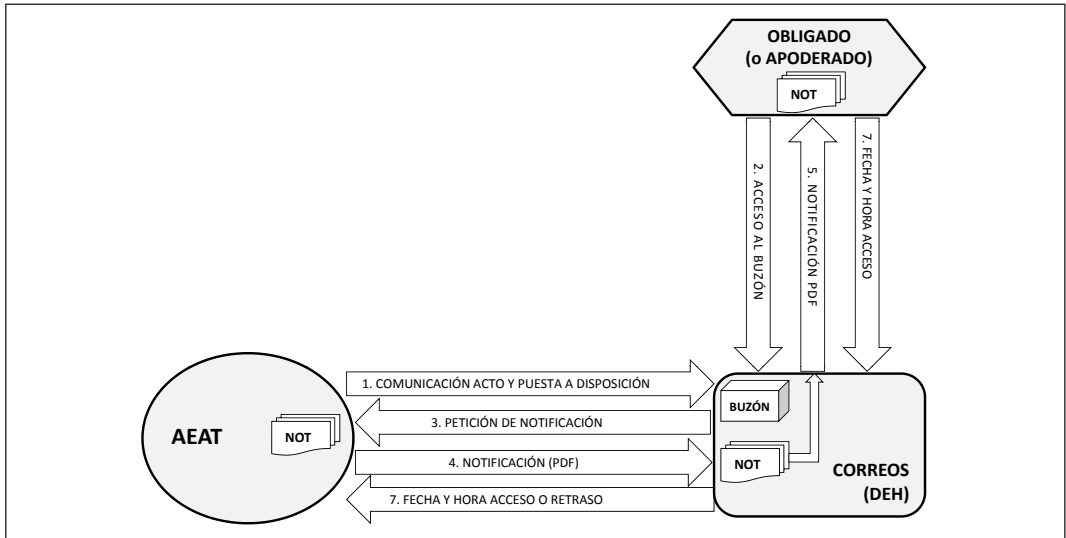 OBLIGADO
(o APODERADO)
NOT
2. ACCESO AL BUZÓN
5. NOTIFICACIÓN PDF
7. FECHA Y HORA ACCESO
1. COMUNICACIÓN ACTO Y PUESTA A DISPOSICIÓN
3. PETICIÓN DE NOTIFICACIÓN
4. NOTIFICACIÓN (PDF)
7. FECHA Y HORA ACCESO O RETRASO
AEAT
NOT
BUZÓN
NOT
CORREOS
(DEH)